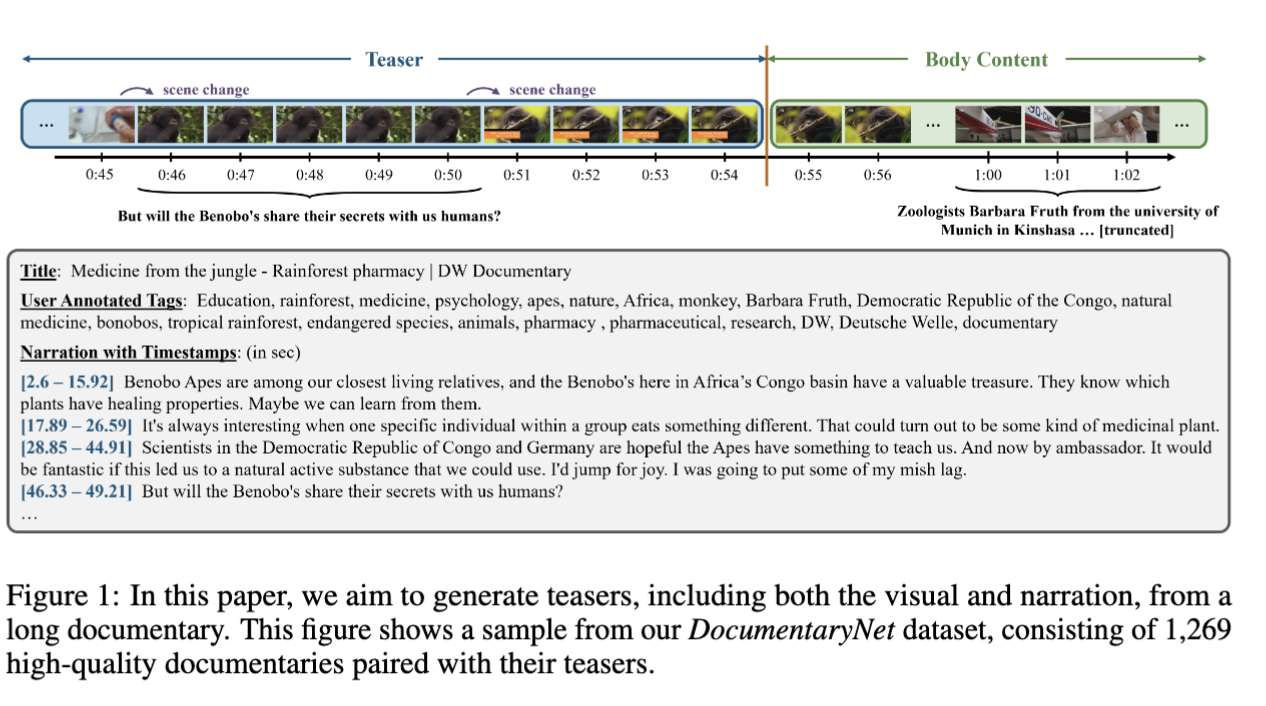 Teaser
Body Content
scene change
scene change
...
...
...
0:45 0:46 0:47 0:48 0:49 0:50 0:51 0:52 0:53 0:54 0:55 0:56 1:00 1:01 1:02
But will the Benobo's share their secrets with us humans?
Zoologists Barbara Fruth from the university of
Munich in Kinshasa ... [truncated]
Title: Medicine from the jungle - Rainforest pharmacy | DW Documentary
User Annotated Tags: Education, rainforest, medicine, psychology, apes, nature, Africa, monkey, Barbara Fruth, Democratic Republic of the Congo, natural
medicine, bonobos, tropical rainforest, endangered species, animals, pharmacy , pharmaceutical, research, DW, Deutsche Welle, documentary
Narration with Timestamps: (in sec)
[2.6 – 15.92] Benobo Apes are among our closest living relatives, and the Benobo's here in Africa's Congo basin have a valuable treasure. They know which
plants have healing properties. Maybe we can learn from them.
[17.89 – 26.59] It's always interesting when one specific individual within a group eats something different. That could turn out to be some kind of medicinal plant.
[28.85 – 44.91] Scientists in the Democratic Republic of Congo and Germany are hopeful the Apes have something to teach us. And now by ambassador. It would
be fantastic if this led us to a natural active substance that we could use. I'd jump for joy. I was going to put some of my mish lag.
[46.33 – 49.21] But will the Benobo's share their secrets with us humans?
...
Figure 1: In this paper, we aim to generate teasers, including both the visual and narration, from a
long documentary. This figure shows a sample from our DocumentaryNet dataset, consisting of 1,269
high-quality documentaries paired with their teasers.